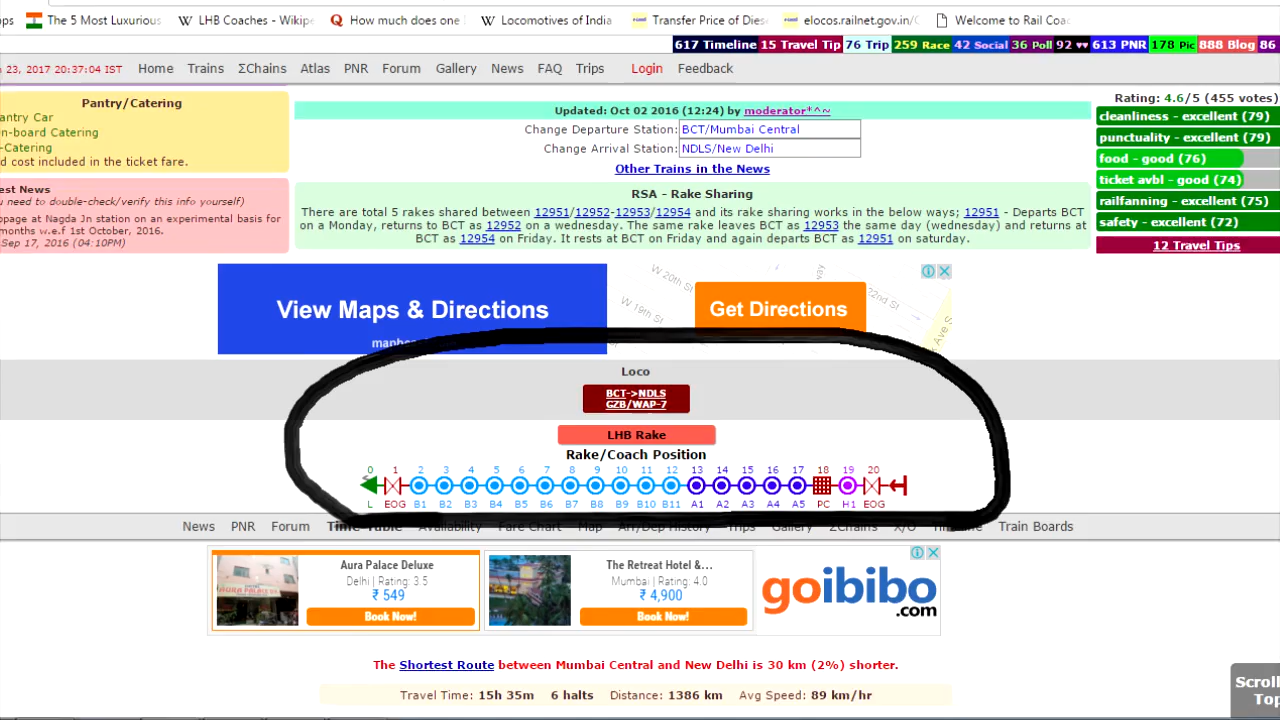 ps The 5 Most Luxurious LHB Coaches - Wikipe How much does one Locomotives of India Transfer Price of Dies elocos.railnet.gov.in/ Welcome to Rail Coa
617 Timeline 15 Travel Tip 76 Trip 259 Race 42 Social 36 Poll 92 ♥♥ 613 PNR 178 Pic 888 Blog 86
23, 2017 20:37:04 IST Home Trains ΣChains Atlas PNR Forum Gallery News FAQ Trips Login Feedback
Pantry/Catering
antry Car
n-board Catering
-Catering
d cost included in the ticket fare.
est News
u need to double-check/verify this info yourself)
ppage at Nagda Jn station on an experimental basis for
months w.e.f 1st October, 2016.
Sep 17, 2016 (04:10PM)
Updated: Oct 02 2016 (12:24) by moderator*^~
Change Departure Station: BCT/Mumbai Central
Change Arrival Station: NDLS/New Delhi
Other Trains in the News
RSA - Rake Sharing
There are total 5 rakes shared between 12951/12952-12953/12954 and its rake sharing works in the below ways; 12951 - Departs BCT
on a Monday, returns to BCT as 12952 on a wednesday. The same rake leaves BCT as 12953 the same day (wednesday) and returns at
BCT as 12954 on Friday. It rests at BCT on Friday and again departs BCT as 12951 on saturday.
Rating: 4.6/5 (455 votes)
cleanliness - excellent (79)
punctuality - excellent (79)
food - good (76)
ticket avbl - good (74)
railfanning - excellent (75)
safety - excellent (72)
12 Travel Tips
View Maps & Directions
W 20th St
W 19th St
way
22nd St
Get Directions
Loco
BCT->NDLS
GZB/WAP-7
LHB Rake
Rake/Coach Position
0 1 2 3 4 5 6 7 8 9 10 11 12 13 14 15 16 17 18 19 20
L EOG B1 B2 B3 B4 B5 B6 B7 B8 B9 B10 B11 A1 A2 A3 A4 A5 PC H1 EOG
News PNR Forum Time-Table Availability Fare Chart Map Arr/Dep History Trips Gallery ΣChains X/O Timeline Train Boards
Aura Palace Deluxe
Delhi | Rating: 3.5
₹ 549
Book Now!
The Retreat Hotel &...
Mumbai | Rating: 4.0
₹ 4,900
Book Now!
goibibo
.com
The Shortest Route between Mumbai Central and New Delhi is 30 km (2%) shorter.
Travel Time: 15h 35m 6 halts Distance: 1386 km Avg Speed: 89 km/hr
Scroll
Top